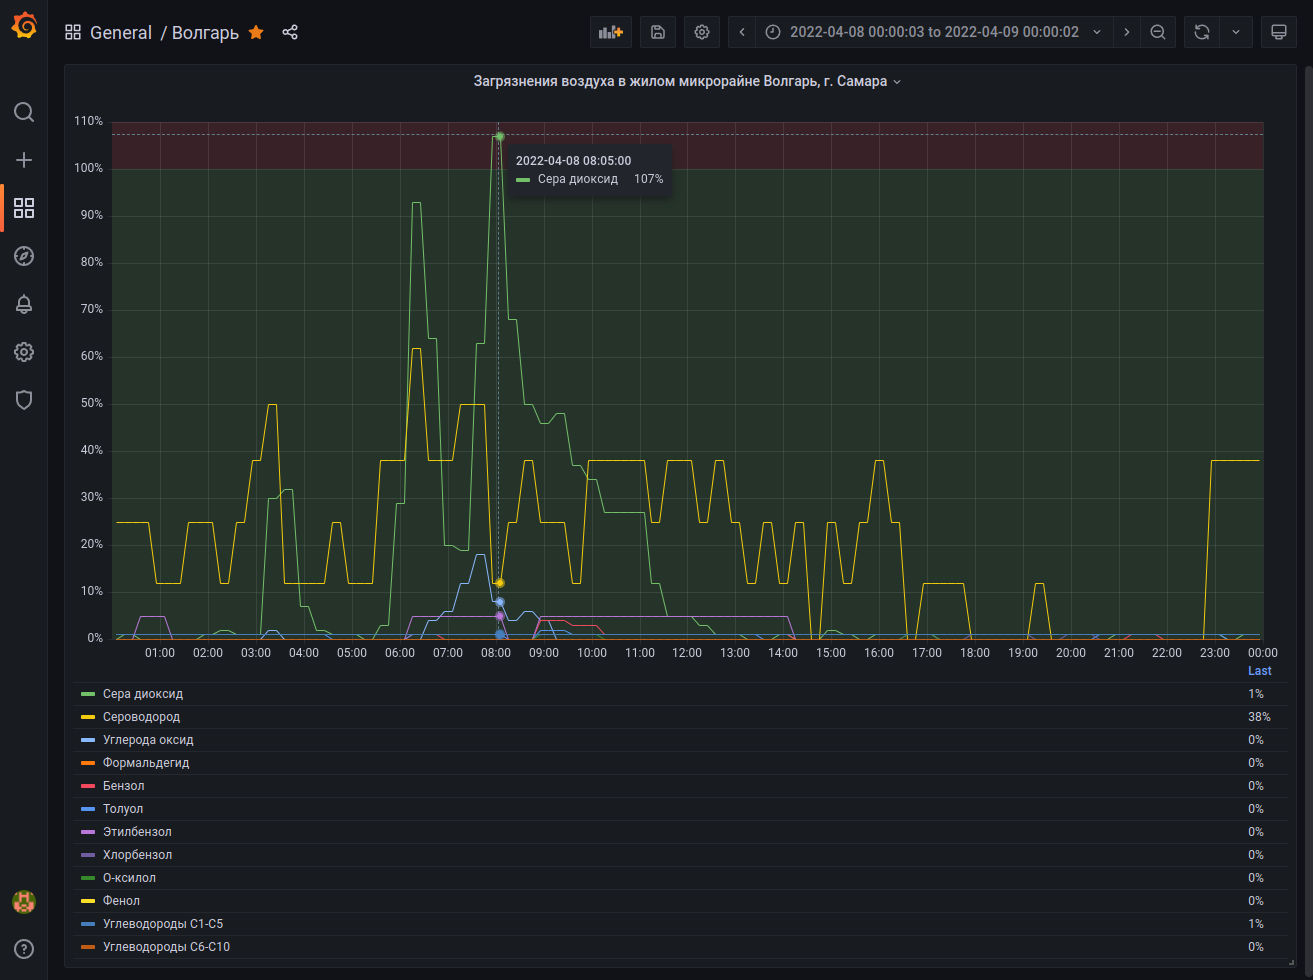 General / Волгарь
2022-04-08 00:00:03 to 2022-04-09 00:00:02
Загрязнения воздуха в жилом микрорайне Волгарь, г. Самара
110%
100%
90%
80%
70%
60%
50%
40%
30%
20%
10%
0%
2022-04-08 08:05:00
Сера диоксид 107%
01:00 02:00 03:00 04:00 05:00 06:00 07:00 08:00 09:00 10:00 11:00 12:00 13:00 14:00 15:00 16:00 17:00 18:00 19:00 20:00 21:00 22:00 23:00 00:00
Last
Сера диоксид 1%
Сероводород 38%
Углерода оксид 0%
Формальдегид 0%
Бензол 0%
Толуол 0%
Этилбензол 0%
Хлорбензол 0%
О-ксилол 0%
Фенол 0%
Углеводороды C1-C5 1%
Углеводороды C6-C10 0%